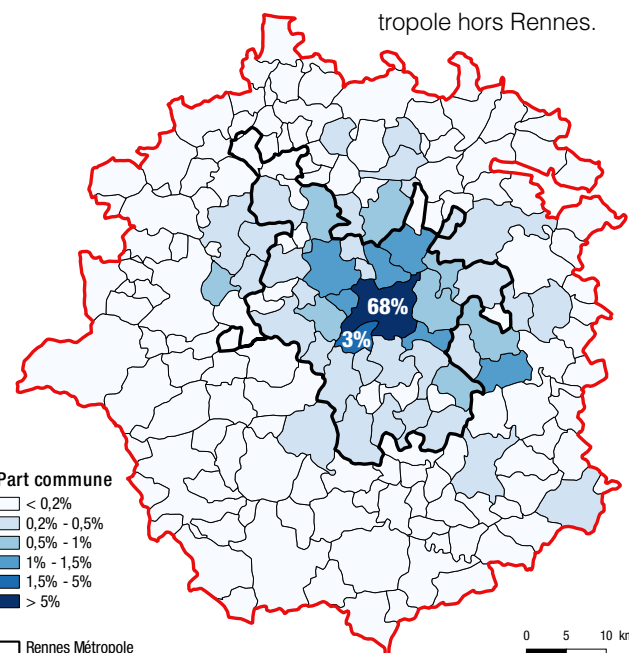 tropole hors Rennes.
68%
3%
Part commune
< 0,2%
0,2% - 0,5%
0,5% - 1%
1% - 1,5%
1,5% - 5%
> 5%
Rennes Métropole
0 5 10 km